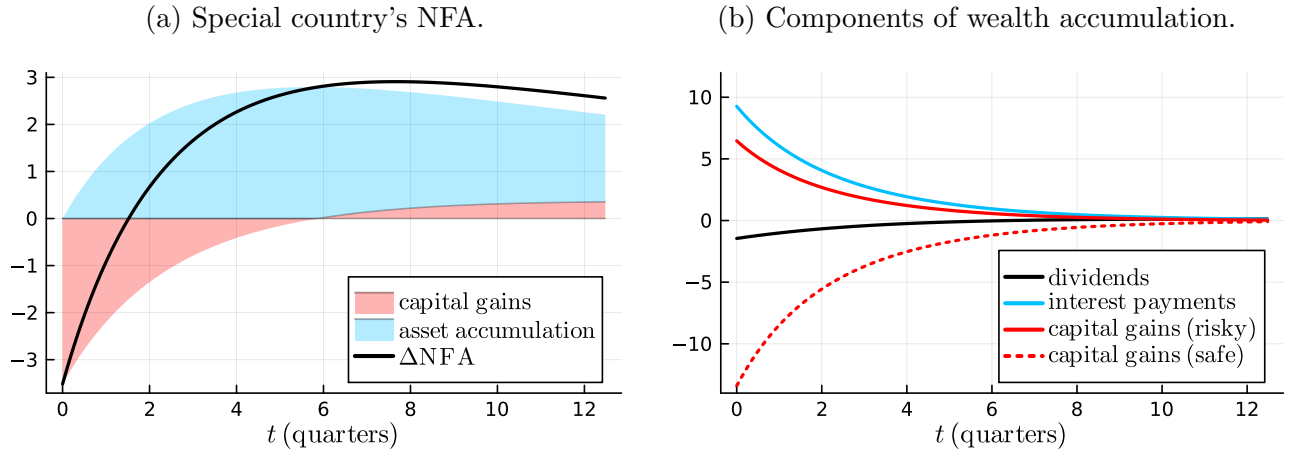 (a) Special country's NFA.
3
2
1
0
−1
−2
−3
capital gains
asset accumulation
ΔNFA
0 2 4 6 8 10 12
t (quarters)
(b) Components of wealth accumulation.
10
5
0
−5
−10
dividends
interest payments
capital gains (risky)
capital gains (safe)
0 2 4 6 8 10 12
t (quarters)